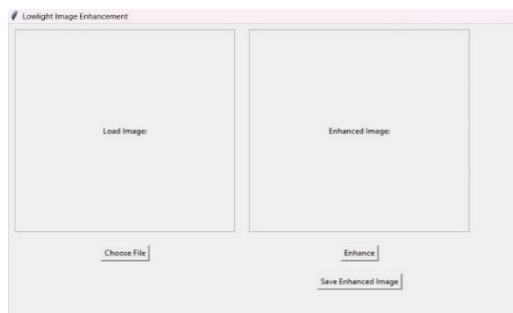 Lowlight Image Enhancement
Load Image:
Enhanced Image:
Choose File
Enhance
Save Enhanced Image